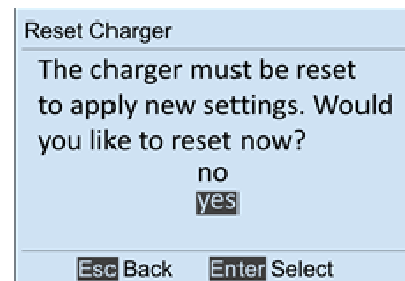 Reset Charger
The charger must be reset
to apply new settings. Would
you like to reset now?
no
yes
Esc Back Enter Select